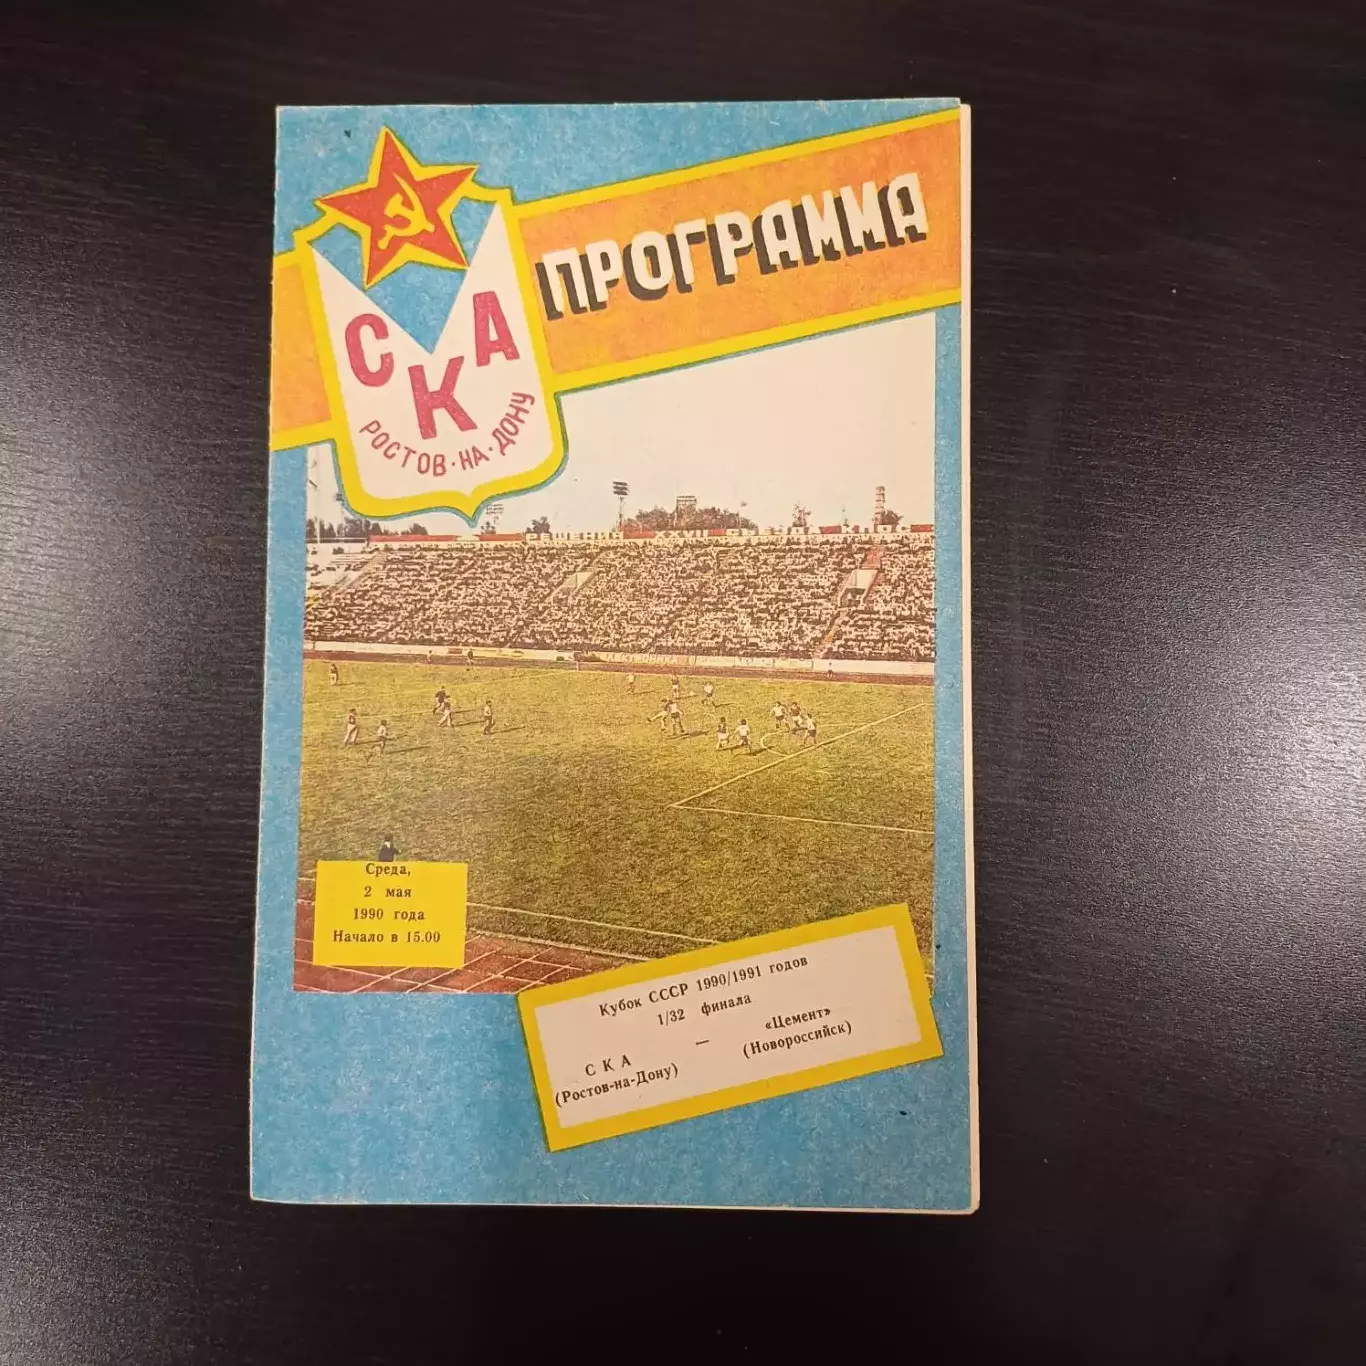 ПРОГРАММА
СКА
РОСТОВ·НА·ДОНУ
Среда,
2 мая
1990 года
Начало в 15.00
Кубок СССР 1990/1991 годов
1/32 финала
СКА — «Цемент»
(Ростов-на-Дону) (Новороссийск)